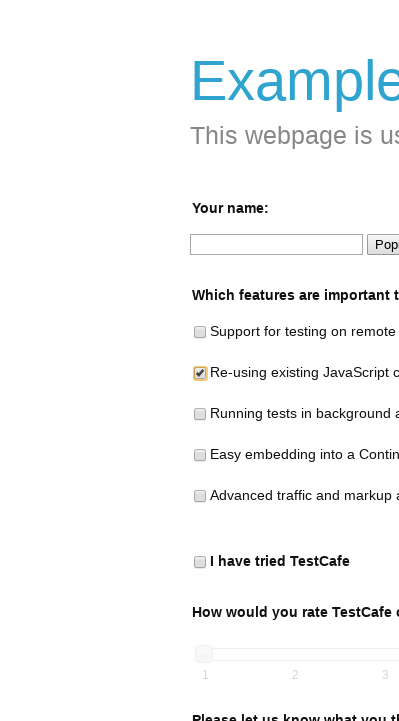 Example
This webpage is us
Your name:
Pop
Which features are important t
Support for testing on remote
Re-using existing JavaScript c
Running tests in background a
Easy embedding into a Contin
Advanced traffic and markup a
I have tried TestCafe
How would you rate TestCafe o
1 2 3
Please let us know what you th